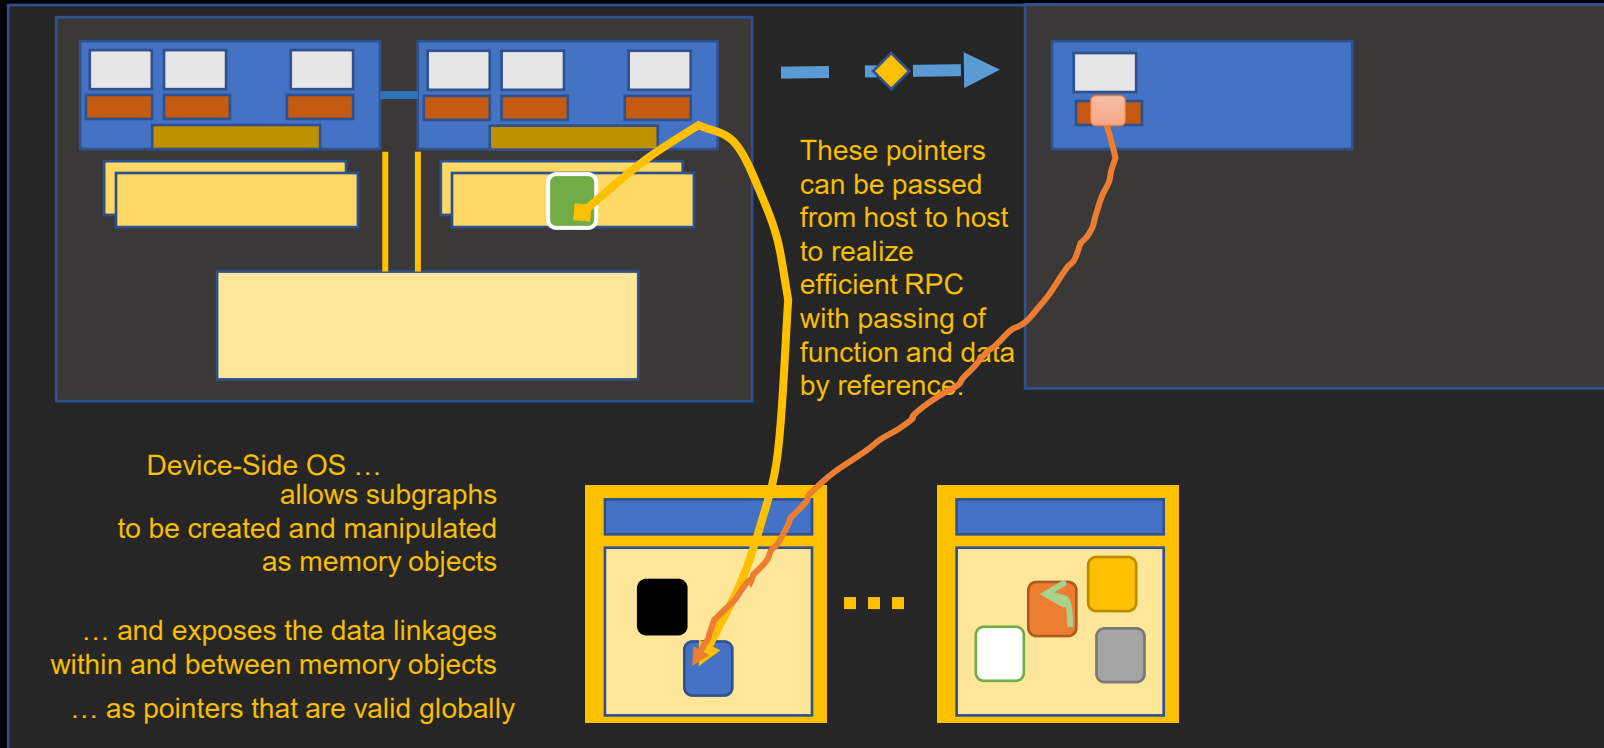 These pointers
can be passed
from host to host
to realize
efficient RPC
with passing of
function and data
by reference.
Device-Side OS …
allows subgraphs
to be created and manipulated
as memory objects
… and exposes the data linkages
within and between memory objects
… as pointers that are valid globally